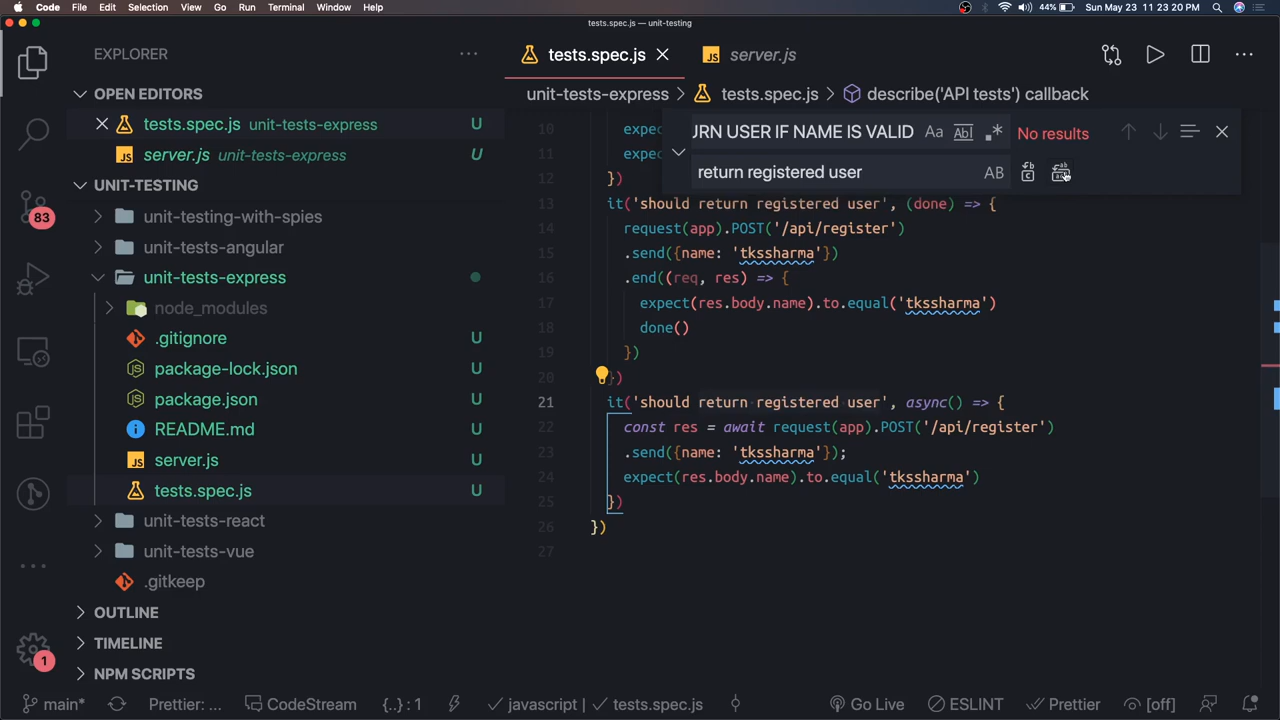 Code File Edit Selection View Go Run Terminal Window Help 44% Sun May 23 11 23 20 PM
tests.spec.js — unit-testing
EXPLORER
OPEN EDITORS
tests.spec.js unit-tests-express U
server.js unit-tests-express U
UNIT-TESTING
unit-testing-with-spies
unit-tests-angular
unit-tests-express
node_modules
.gitignore U
package-lock.json U
package.json U
README.md U
server.js U
tests.spec.js U
unit-tests-react
unit-tests-vue
.gitkeep
OUTLINE
TIMELINE
NPM SCRIPTS
83
1
tests.spec.js server.js
unit-tests-express > tests.spec.js > describe('API tests') callback
URN USER IF NAME IS VALID Aa Abl .* No results
return registered user AB
10 expec
11 expec
12 })
13 it('should return registered user', (done) => {
14 request(app).POST('/api/register')
15 .send({name: 'tkssharma'})
16 .end((req, res) => {
17 expect(res.body.name).to.equal('tkssharma')
18 done()
19 })
20 })
21 it('should return registered user', async() => {
22 const res = await request(app).POST('/api/register')
23 .send({name: 'tkssharma'});
24 expect(res.body.name).to.equal('tkssharma')
25 })
26 })
27
main* Prettier: ... CodeStream {..} : 1 javascript | tests.spec.js Go Live ESLINT Prettier [off]